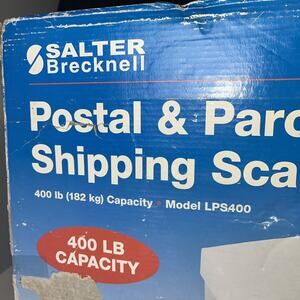 SALTER
Brecknell
Postal & Parc
Shipping Sca
400 lb (182 kg) Capacity • Model LPS400
400 LB
CAPACITY